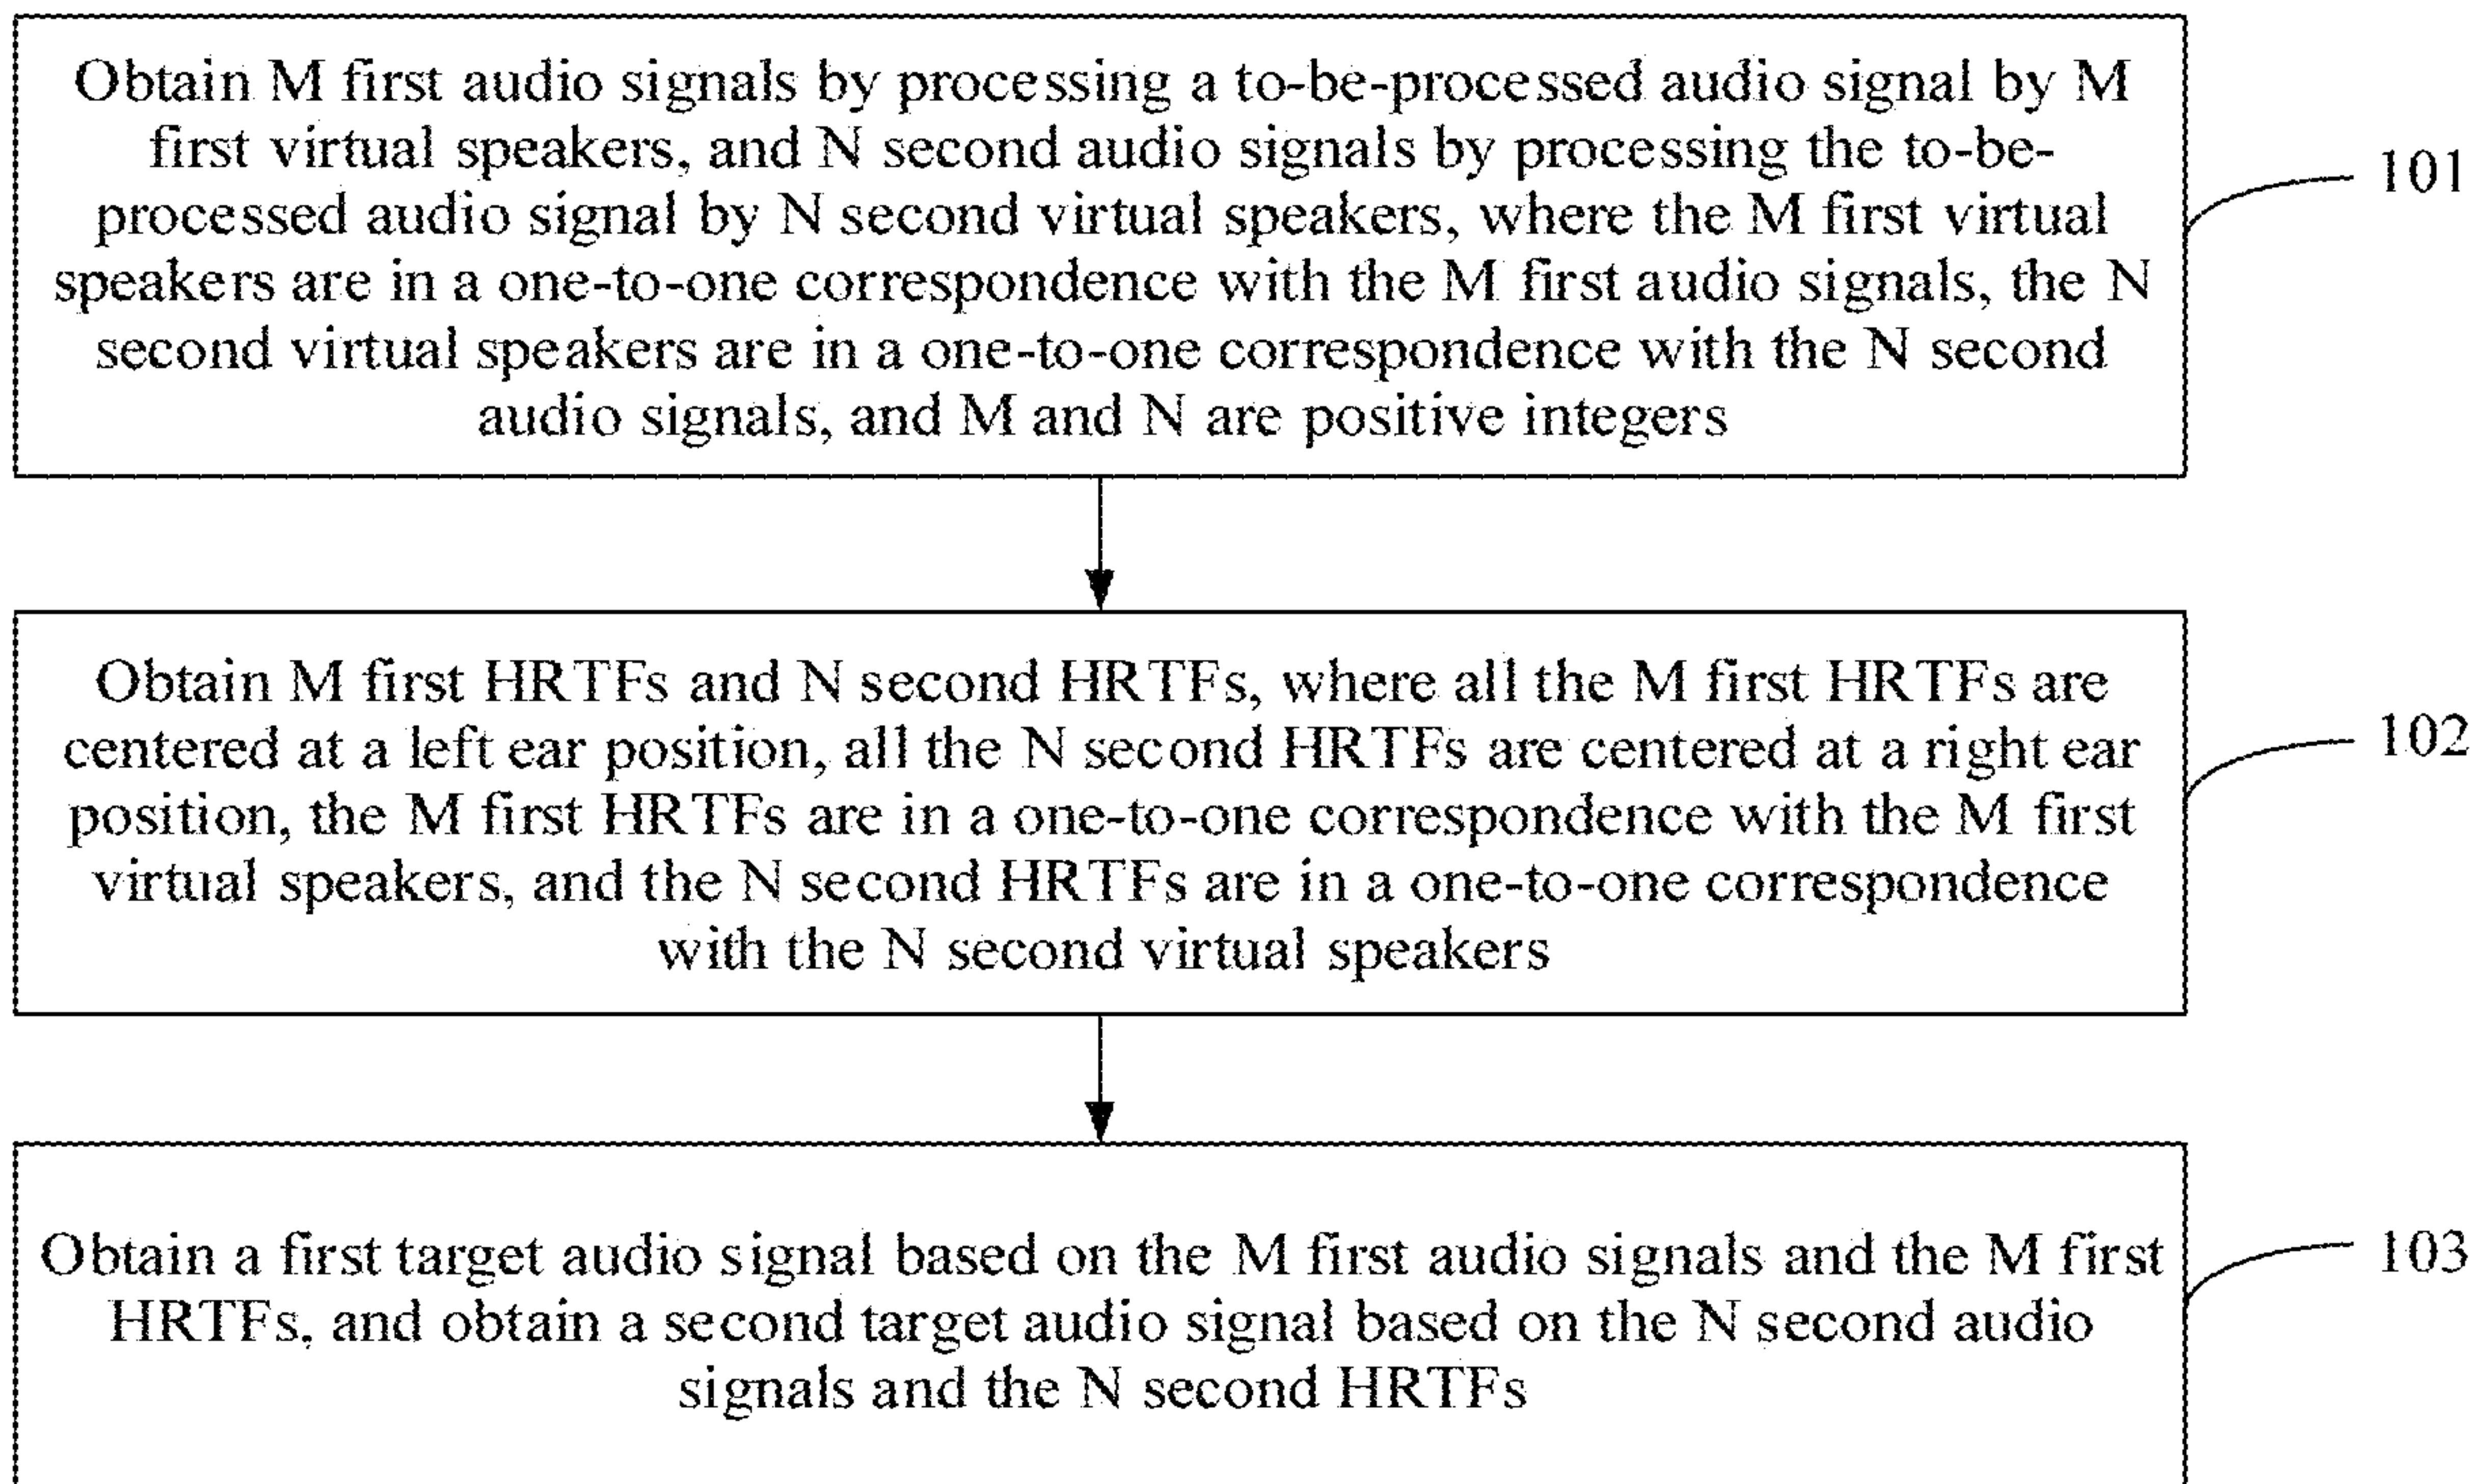 Obtain M first audio signals by processing a to-be-processed audio signal by M
first virtual speakers, and N second audio signals by processing the to-be-
processed audio signal by N second virtual speakers, where the M first virtual
speakers are in a one-to-one correspondence with the M first audio signals, the N
second virtual speakers are in a one-to-one correspondence with the N second
audio signals, and M and N are positive integers
101
Obtain M first HRTFs and N second HRTFs, where all the M first HRTFs are
centered at a left ear position, all the N second HRTFs are centered at a right ear
position, the M first HRTFs are in a one-to-one correspondence with the M first
virtual speakers, and the N second HRTFs are in a one-to-one correspondence
with the N second virtual speakers
102
Obtain a first target audio signal based on the M first audio signals and the M first
HRTFs, and obtain a second target audio signal based on the N second audio
signals and the N second HRTFs
103